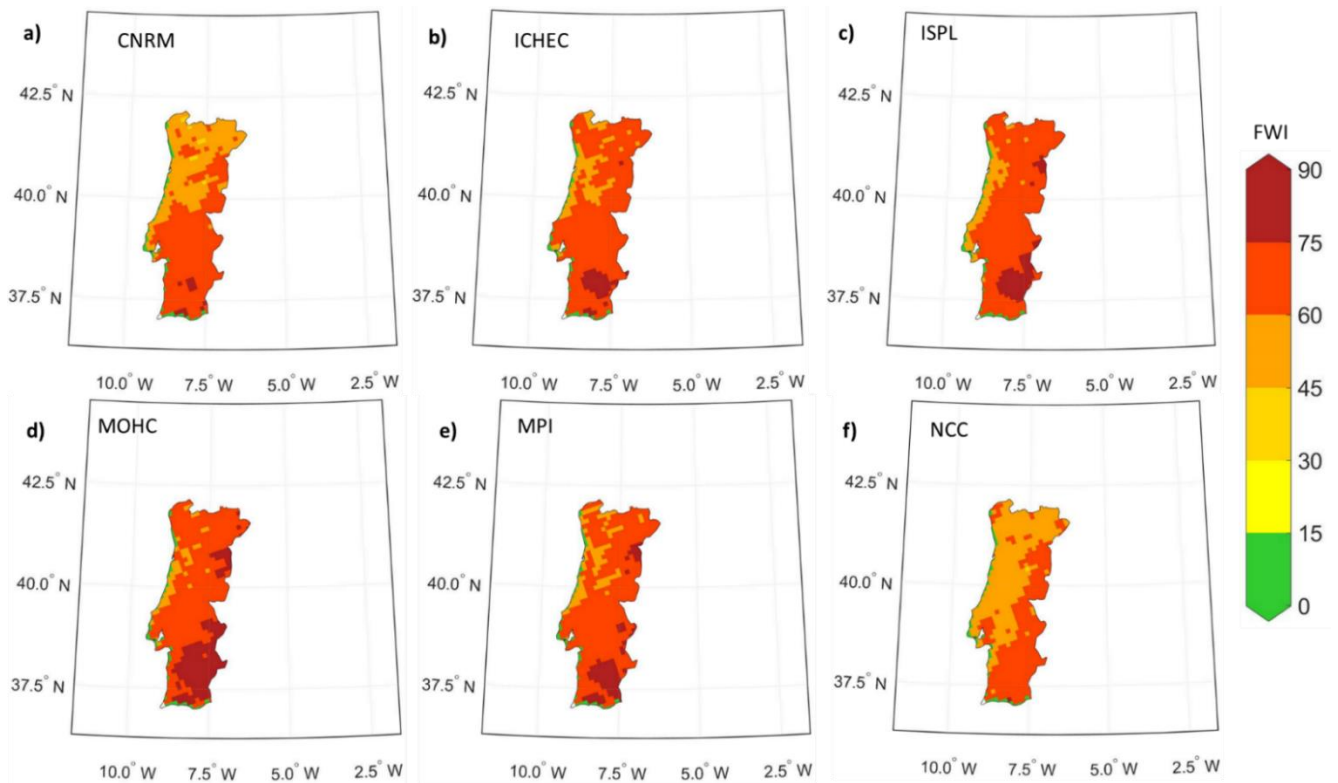 a) CNRM
42.5° N
40.0° N
37.5° N
10.0° W 7.5° W 5.0° W 2.5° W
b) ICHEC
42.5° N
40.0° N
37.5° N
10.0° W 7.5° W 5.0° W 2.5° W
c) ISPL
42.5° N
40.0° N
37.5° N
10.0° W 7.5° W 5.0° W 2.5° W
FWI
90
75
60
45
30
15
0
d) MOHC
42.5° N
40.0° N
37.5° N
10.0° W 7.5° W 5.0° W 2.5° W
e) MPI
42.5° N
40.0° N
37.5° N
10.0° W 7.5° W 5.0° W 2.5° W
f) NCC
42.5° N
40.0° N
37.5° N
10.0° W 7.5° W 5.0° W 2.5° W